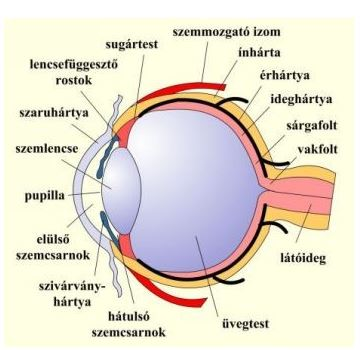 szemmozgató izom
sugártest
ínhárta
lencsefüggesztő
rostok
érhártya
ideghártya
szaruhártya
sárgafolt
szemlencse
vakfolt
pupilla
elülső
szemcsarnok
látóideg
szivárvány-
hártya
hátulsó
szemcsarnok
üvegtest